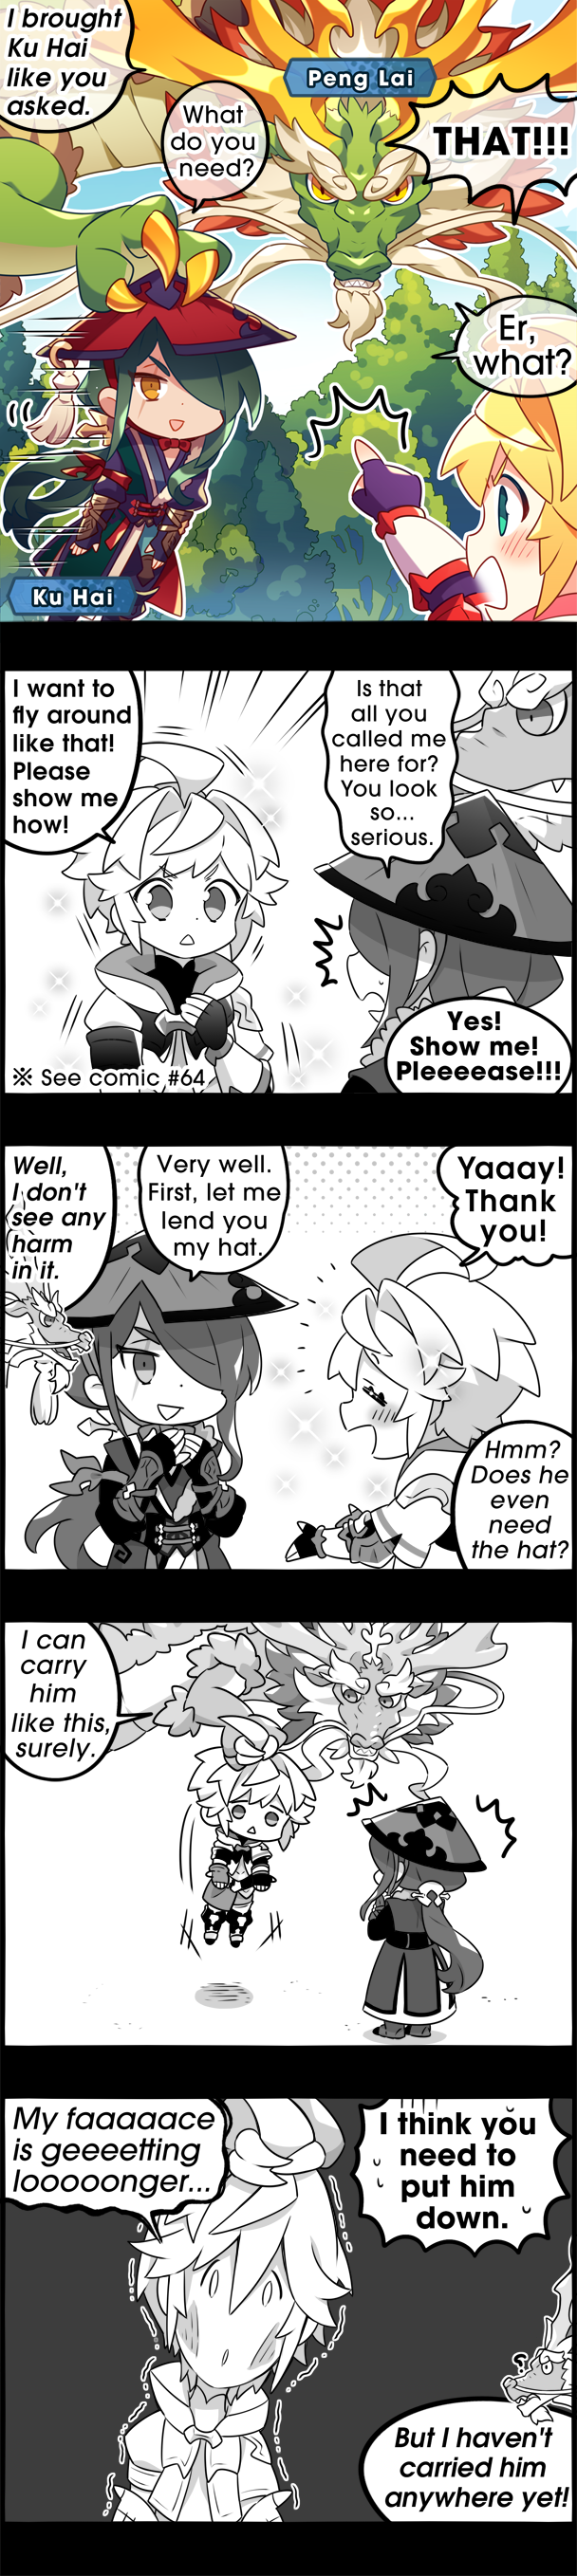 I brought
Ku Hai
like you
asked.
Peng Lai
What
do you
need?
THAT!!!
Er,
what?
Ku Hai
I want to
fly around
like that!
Please
show me
how!
Is that
all you
called me
here for?
You look
so...
serious.
Yes!
Show me!
Pleeeease!!!
※ See comic #64
Well,
I don't
see any
harm
in it.
Very well.
First, let me
lend you
my hat.
Yaaay!
Thank
you!
Hmm?
Does he
even
need
the hat?
I can
carry
him
like this,
surely.
My faaaaace
is geeeetting
looooonger...
I think you
need to
put him
down.
?
But I haven't
carried him
anywhere yet!